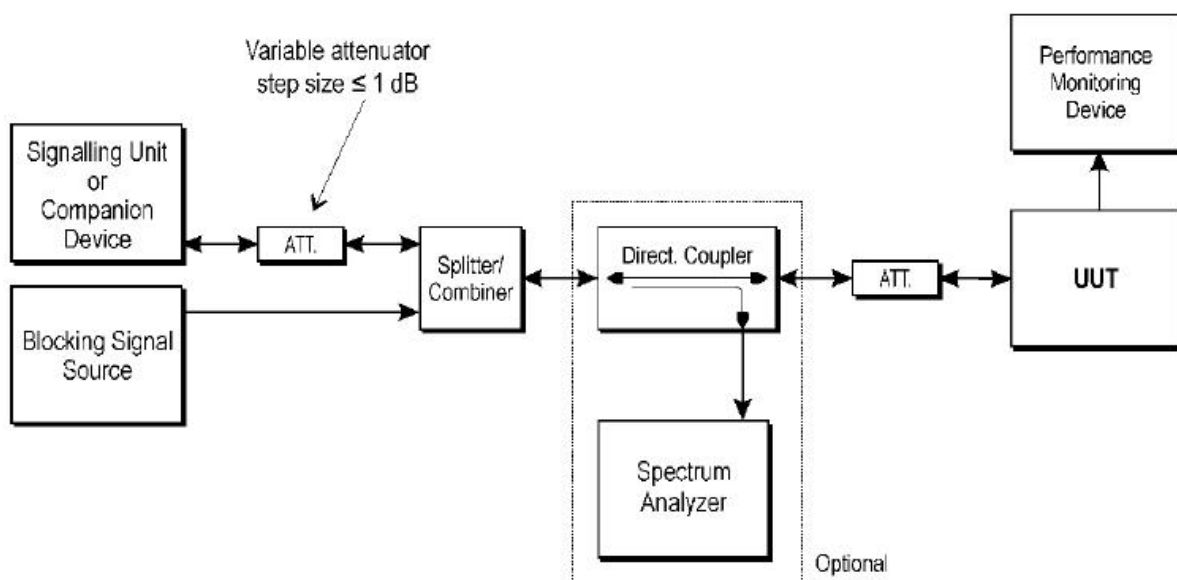 Variable attenuator
step size ≤ 1 dB
Performance
Monitoring
Device
Signalling Unit
or
Companion
Device
ATT.
Splitter/
Combiner
Direct. Coupler
ATT.
UUT
Blocking Signal
Source
Spectrum
Analyzer
Optional